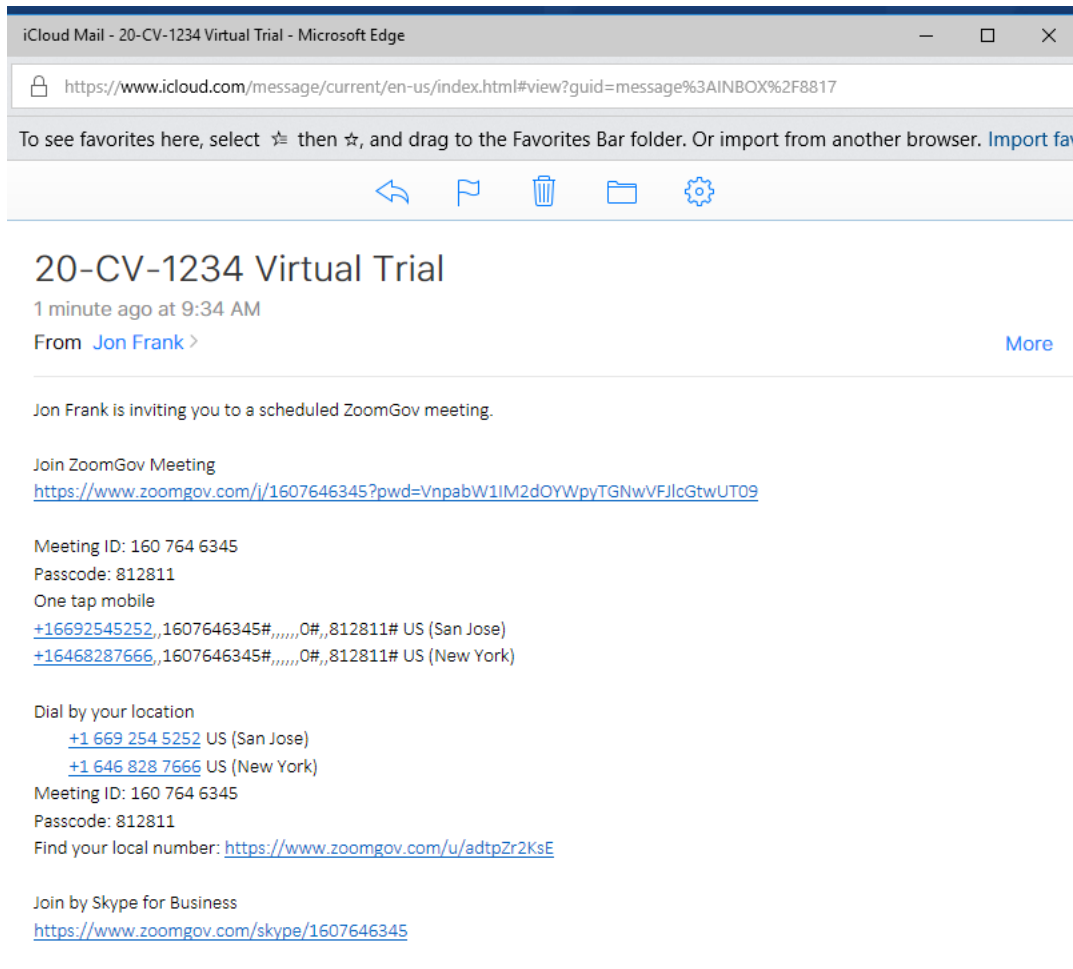 iCloud Mail - 20-CV-1234 Virtual Trial - Microsoft Edge
https://www.icloud.com/message/current/en-us/index.html#view?guid=message%3AINBOX%2F8817
To see favorites here, select then , and drag to the Favorites Bar folder. Or import from another browser. Import fav
20-CV-1234 Virtual Trial
1 minute ago at 9:34 AM
From Jon Frank >
More
Jon Frank is inviting you to a scheduled ZoomGov meeting.
Join ZoomGov Meeting
https://www.zoomgov.com/j/1607646345?pwd=VnpabW1IM2dOYWpyTGNwVFJlcGtwUT09
Meeting ID: 160 764 6345
Passcode: 812811
One tap mobile
+16692545252,,1607646345#,,,,,,0#,,812811# US (San Jose)
+16468287666,,1607646345#,,,,,,0#,,812811# US (New York)
Dial by your location
+1 669 254 5252 US (San Jose)
+1 646 828 7666 US (New York)
Meeting ID: 160 764 6345
Passcode: 812811
Find your local number: https://www.zoomgov.com/u/adtpZr2KsE
Join by Skype for Business
https://www.zoomgov.com/skype/1607646345